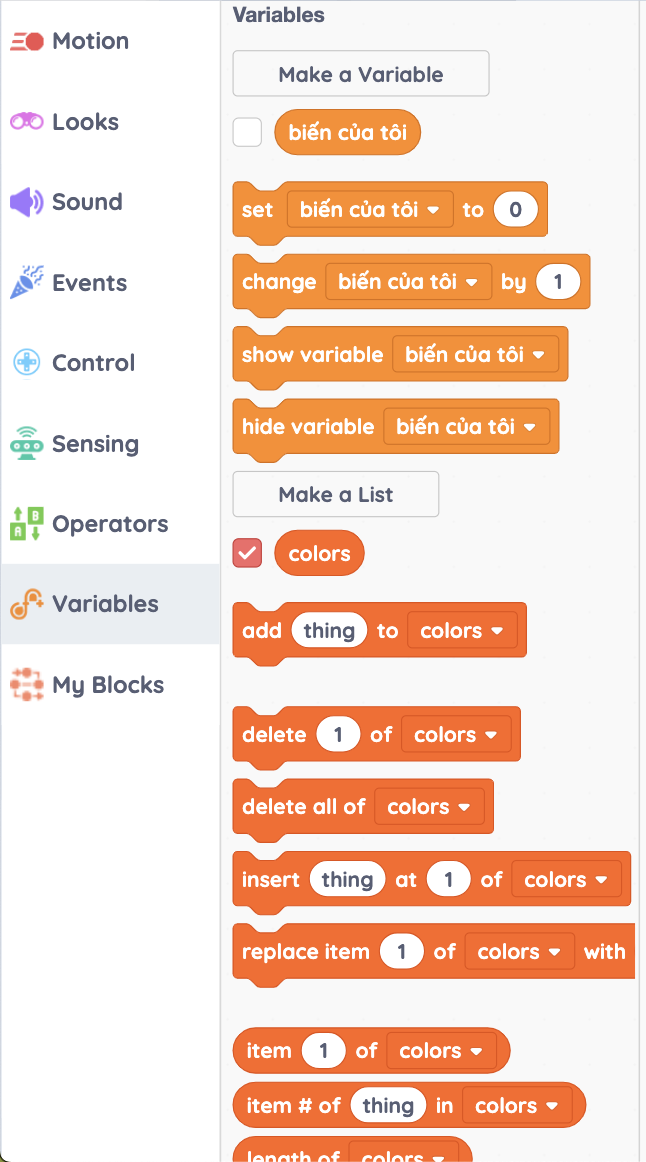 Motion
Looks
Sound
Events
Control
Sensing
A B
Operators
Variables
My Blocks
Variables
Make a Variable
biến của tôi
set biến của tôi to 0
change biến của tôi by 1
show variable biến của tôi
hide variable biến của tôi
Make a List
colors
add thing to colors
delete 1 of colors
delete all of colors
insert thing at 1 of colors
replace item 1 of colors with
item 1 of colors
item # of thing in colors
length of colors